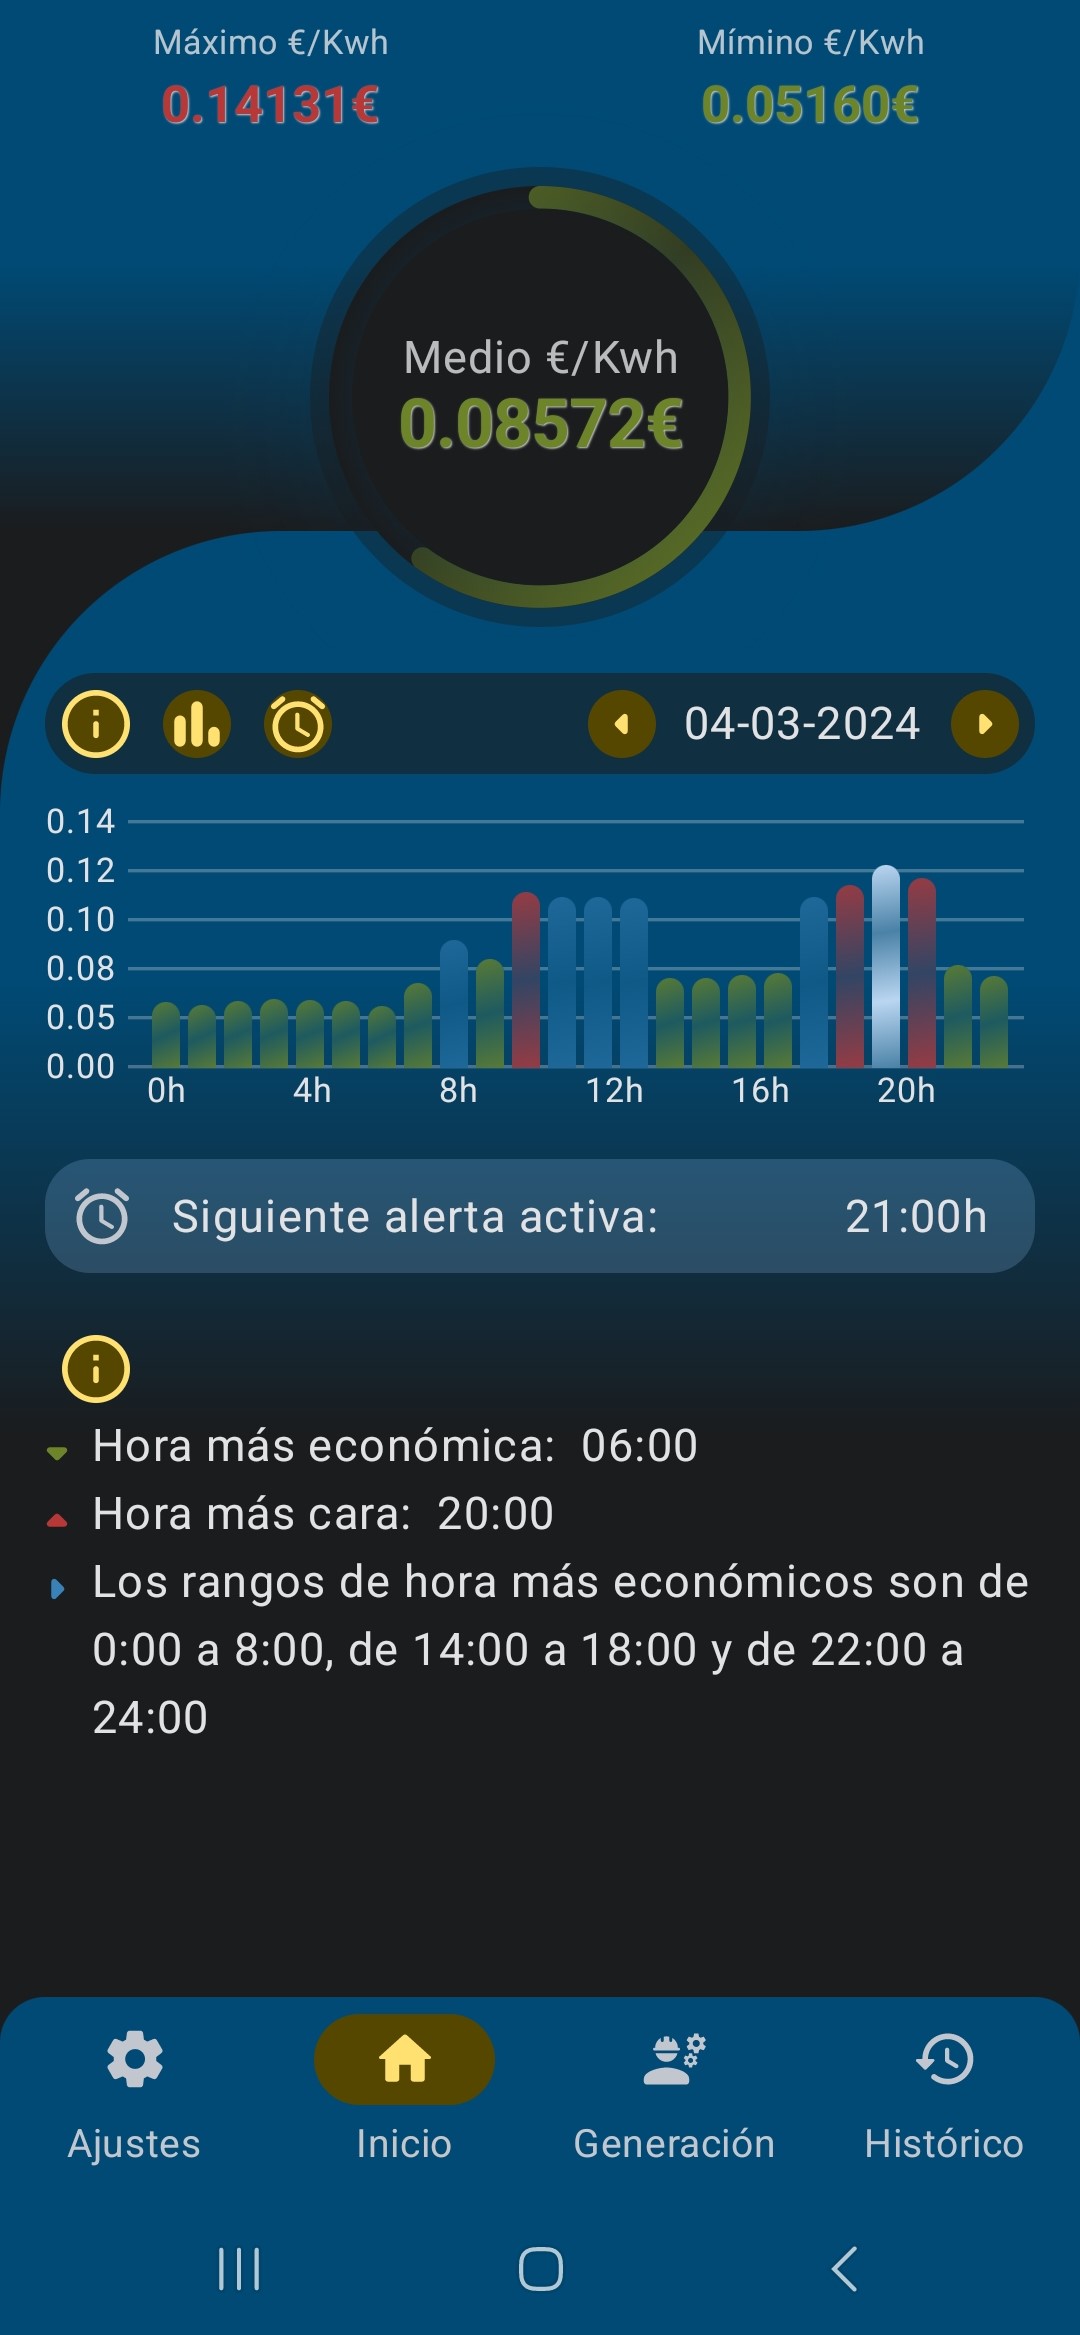 Máximo €/Kwh
Mímino €/Kwh
0.14131€
0.05160€
Medio €/Kwh
0.08572€
04-03-2024
0.14
0.12
0.10
0.08
0.05
0.00
0h 4h 8h 12h 16h 20h
Siguiente alerta activa: 21:00h
Hora más económica: 06:00
Hora más cara: 20:00
Los rangos de hora más económicos son de
0:00 a 8:00, de 14:00 a 18:00 y de 22:00 a
24:00
Ajustes
Inicio
Generación
Histórico